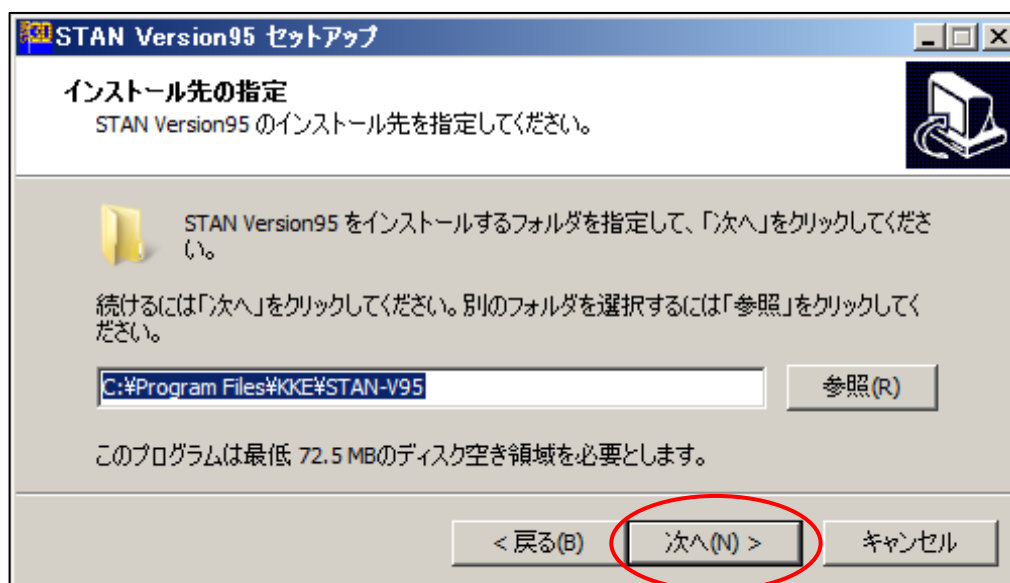 STAN Version95 セットアップ
インストール先の指定
STAN Version95 のインストール先を指定してください。
STAN Version95 をインストールするフォルダを指定して、「次へ」をクリックしてくださ
い。
続けるには「次へ」をクリックしてください。別のフォルダを選択するには「参照」をクリックしてく
ださい。
C:¥Program Files¥KKE¥STAN-V95
参照(R)
このプログラムは最低 72.5 MBのディスク空き領域を必要とします。
< 戻る(B)
次へ(N) >
キャンセル